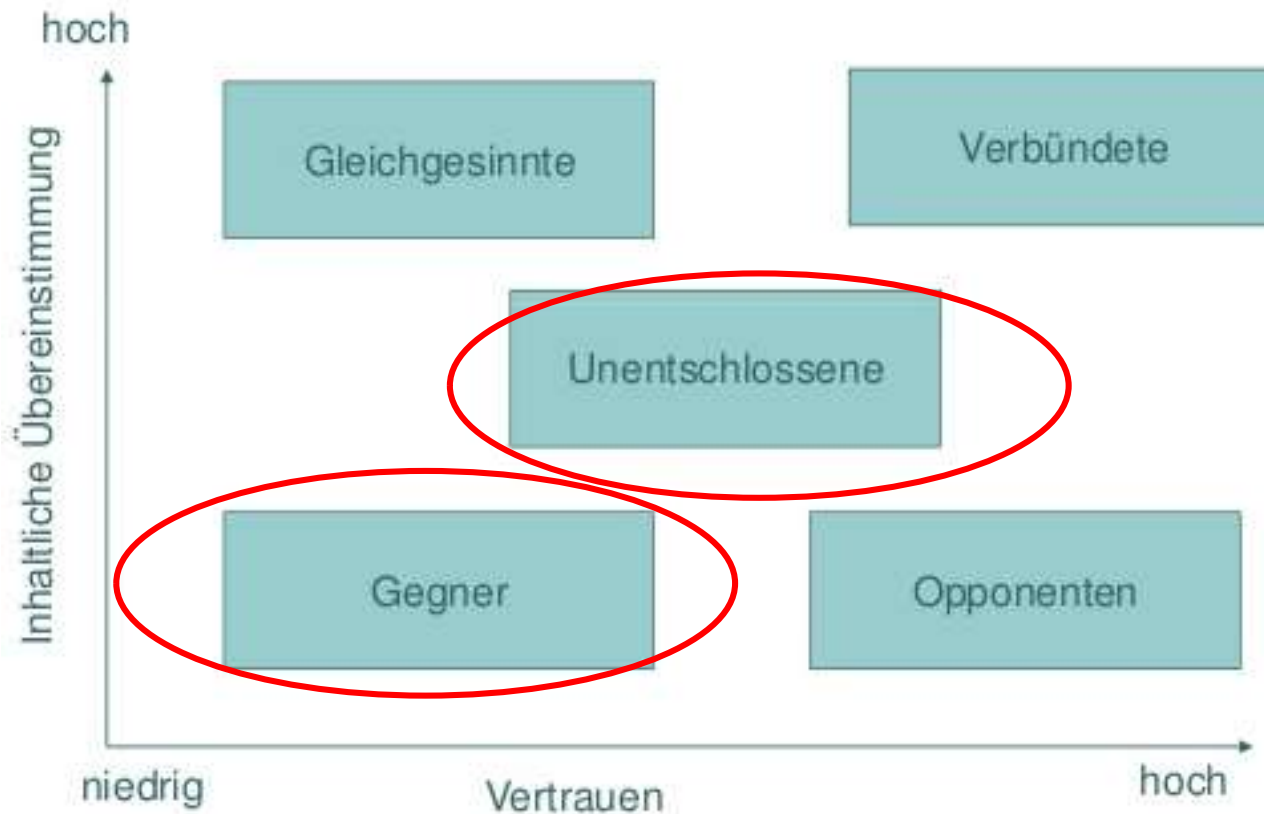 hoch
Inhaltliche Übereinstimmung
Gleichgesinnte
Verbündete
Unentschlossene
Gegner
Opponenten
niedrig
Vertrauen
hoch